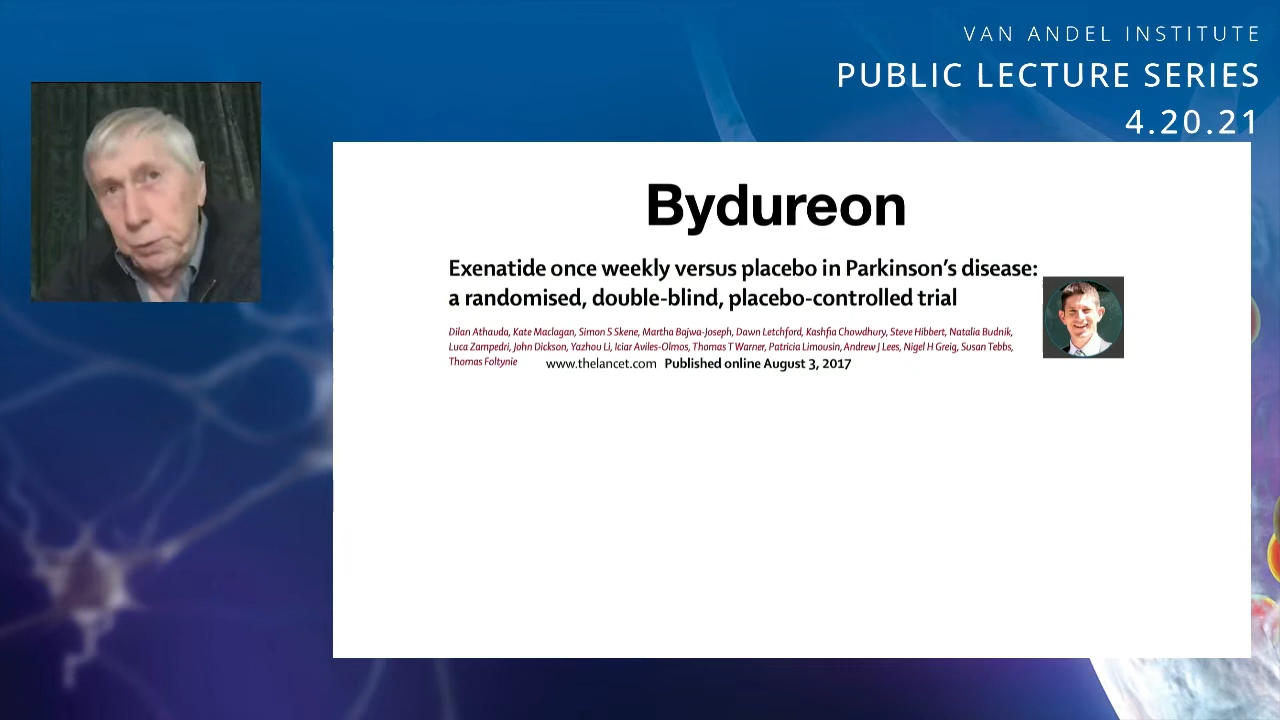 VAN ANDEL INSTITUTE
PUBLIC LECTURE SERIES
4.20.21
Bydureon
Exenatide once weekly versus placebo in Parkinson's disease:
a randomised, double-blind, placebo-controlled trial
Dilan Athauda, Kate Maclagan, Simon S Skene, Martha Bajwa-Joseph, Dawn Letchford, Kashfia Chowdhury, Steve Hibbert, Natalia Budnik,
Luca Zampedri, John Dickson, Yazhou Li, Iciar Aviles-Olmos, Thomas T Warner, Patricia Limousin, Andrew J Lees, Nigel H Greig, Susan Tebbs,
Thomas Foltynie www.thelancet.com Published online August 3, 2017